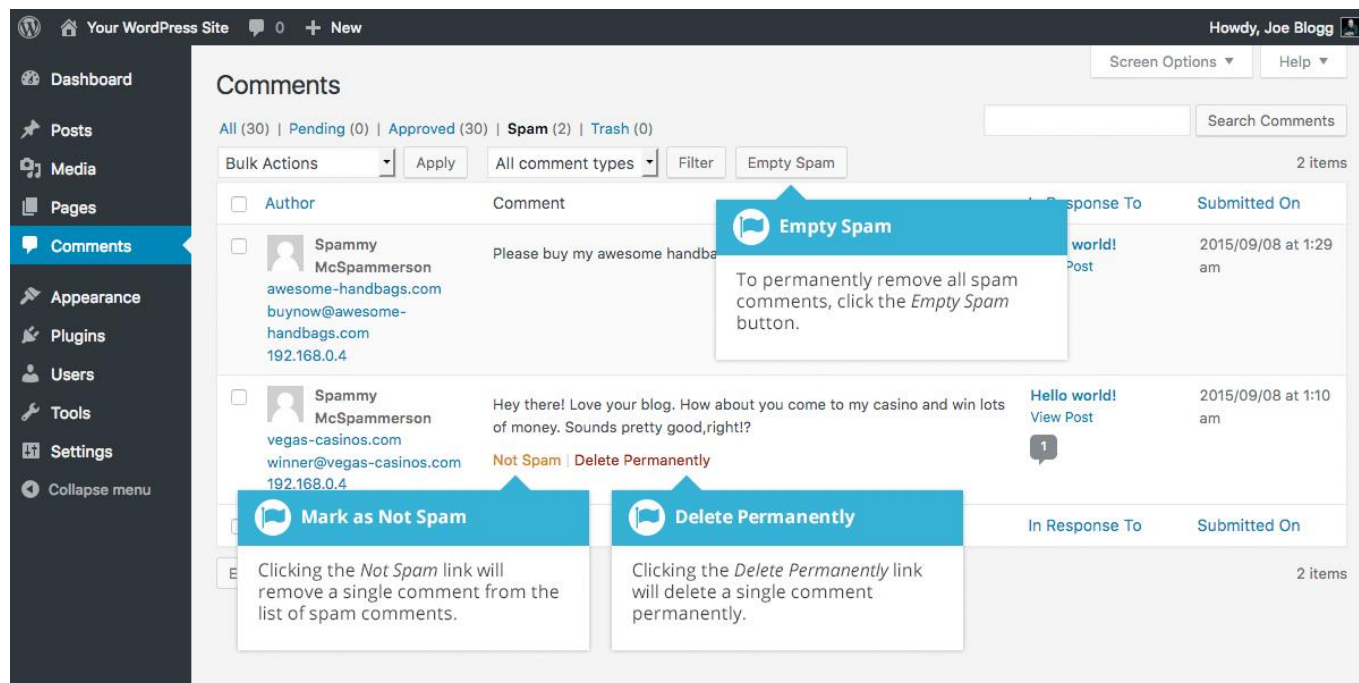 Your WordPress Site 0 + New Howdy, Joe Blogg
Screen Options ▼ Help ▼
Dashboard
Posts
Media
Pages
Comments
Appearance
Plugins
Users
Tools
Settings
Collapse menu
Comments
All (30) | Pending (0) | Approved (30) | Spam (2) | Trash (0)
Search Comments
Bulk Actions Apply All comment types Filter Empty Spam 2 items
Author Comment Response To Submitted On
Spammy
McSpammerson
awesome-handbags.com
buynow@awesome-
handbags.com
192.168.0.4
Please buy my awesome
world!
Post
2015/09/08 at 1:29
am
Empty Spam
To permanently remove all spam
comments, click the Empty Spam
button.
Spammy
McSpammerson
vegas-casinos.com
winner@vegas-casinos.com
192.168.0.4
Hey there! Love your blog. How about you come to my casino and win lots
of money. Sounds pretty good,right!?
Not Spam | Delete Permanently
Hello world!
View Post
1
2015/09/08 at 1:10
am
Mark as Not Spam
Clicking the Not Spam link will
remove a single comment from the
list of spam comments.
Delete Permanently
Clicking the Delete Permanently link
will delete a single comment
permanently.
In Response To Submitted On
2 items